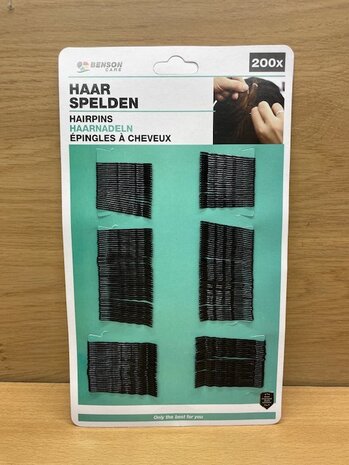 BENSON
CARE
200x
HAAR
SPELDEN
HAIRPINS
HAARNADELN
ÉPINGLES À CHEVEUX
Only the best for you